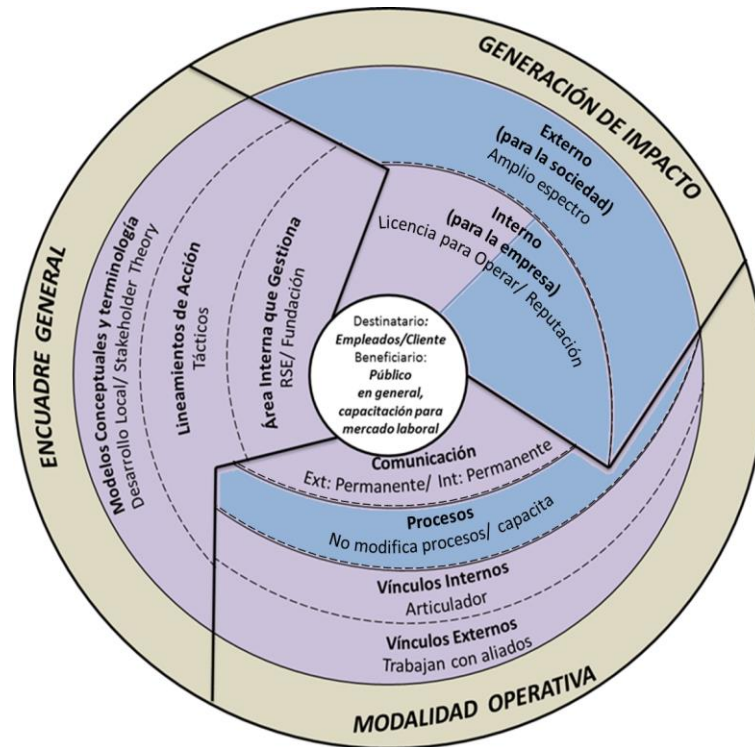 GENERACIÓN DE IMPACTO
Externo
(para la sociedad)
Amplio espectro
Interno
(para la empresa)
Licencia para Operar/ Reputación
ENCUADRE GENERAL
Modelos Conceptuales y terminología
Desarrollo Local/ Stakeholder Theory
Lineamientos de Acción
Tácticos
Área Interna que Gestiona
RSE/ Fundación
Destinatario:
Empleados/Cliente
Beneficiario:
Público
en general,
capacitación para
mercado laboral
Comunicación
Ext: Permanente/ Int: Permanente
Procesos
No modifica procesos/ capacita
Vínculos Internos
Articulador
Vínculos Externos
Trabajan con aliados
MODALIDAD OPERATIVA